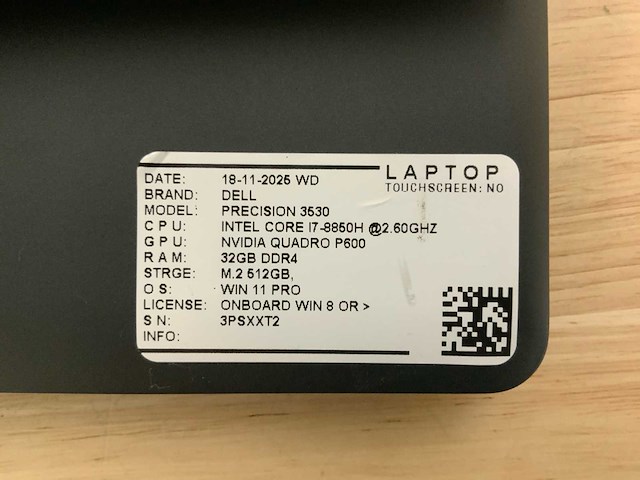 LAPTOP
TOUCHSCREEN: NO
DATE: 18-11-2025 WD
BRAND: DELL
MODEL: PRECISION 3530
CPU: INTEL CORE I7-8850H @2.60GHZ
GPU: NVIDIA QUADRO P600
RAM: 32GB DDR4
STRGE: M.2 512GB,
OS: WIN 11 PRO
LICENSE: ONBOARD WIN 8 OR >
SN: 3PSXXT2
INFO: